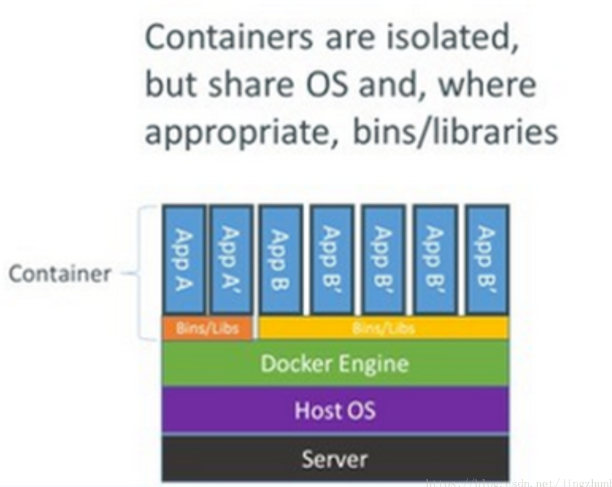 Containers are isolated,
but share OS and, where
appropriate, bins/libraries
Container
App A
App A'
App B
App B'
App B'
App B'
App B'
Bins/Libs
Bins/Libs
Docker Engine
Host OS
Server